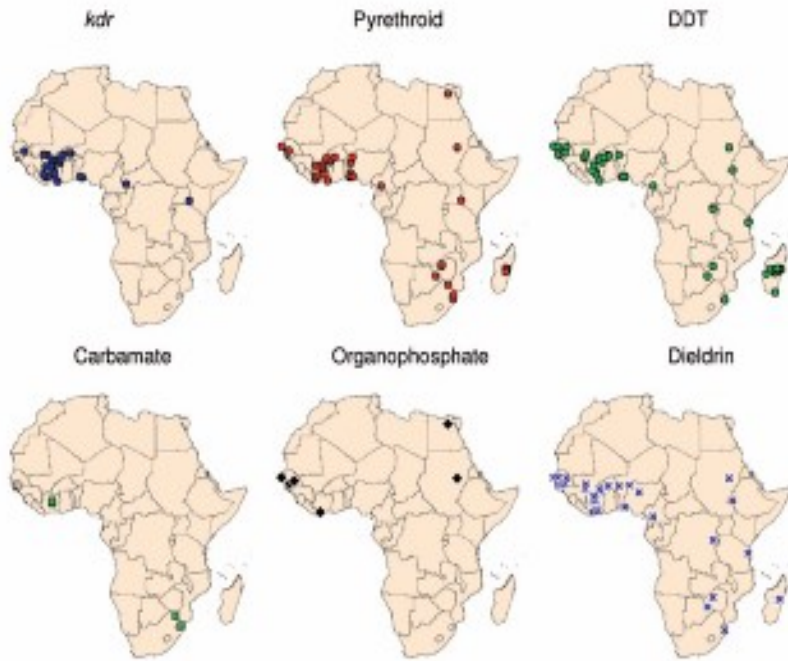 kdr
Pyrethroid
DDT
Carbamate
Organophosphate
Dieldrin